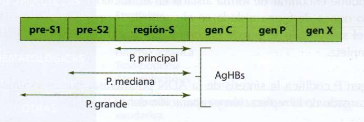 pre-S1 pre-S2 región-S gen C gen P gen X
P. principal
P. mediana
AgHBs
P. grande